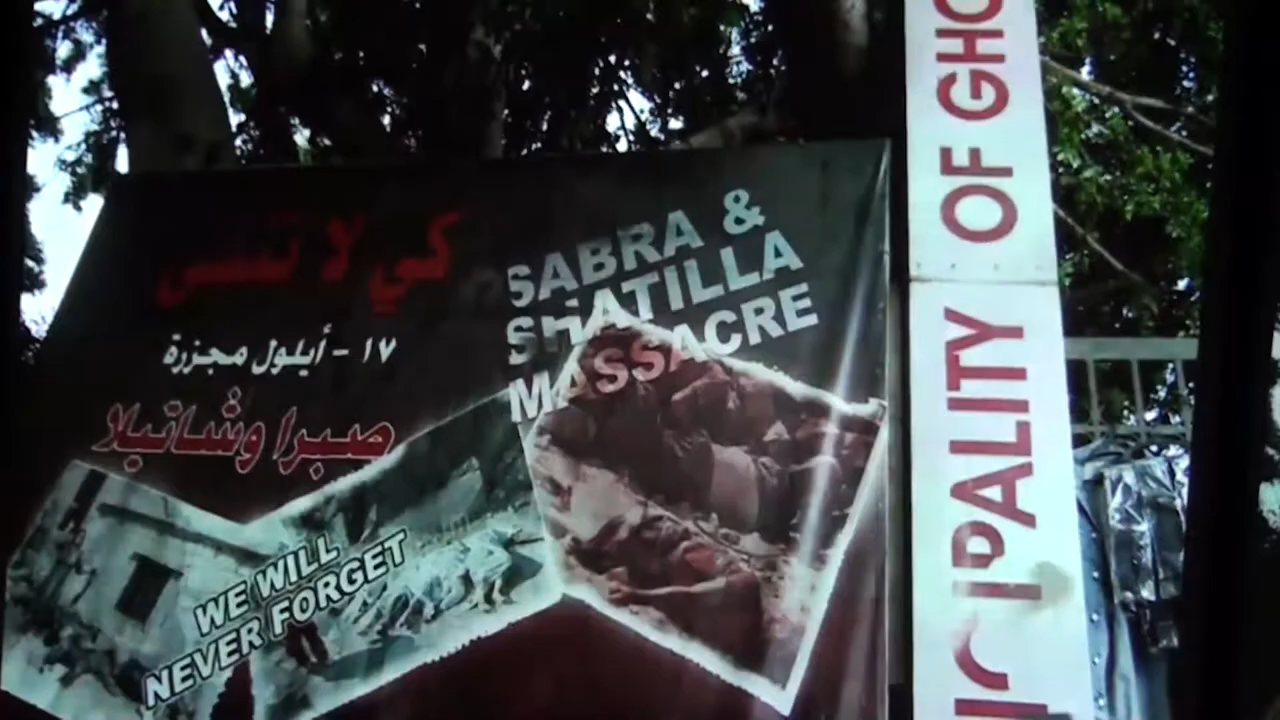 كي لا ننسى
١٧ - أيلول مجزرة
صبرا وشاتيلا
SABRA &
SHATILLA
MASSACRE
WE WILL
NEVER FORGET
IPALITY OF GHO